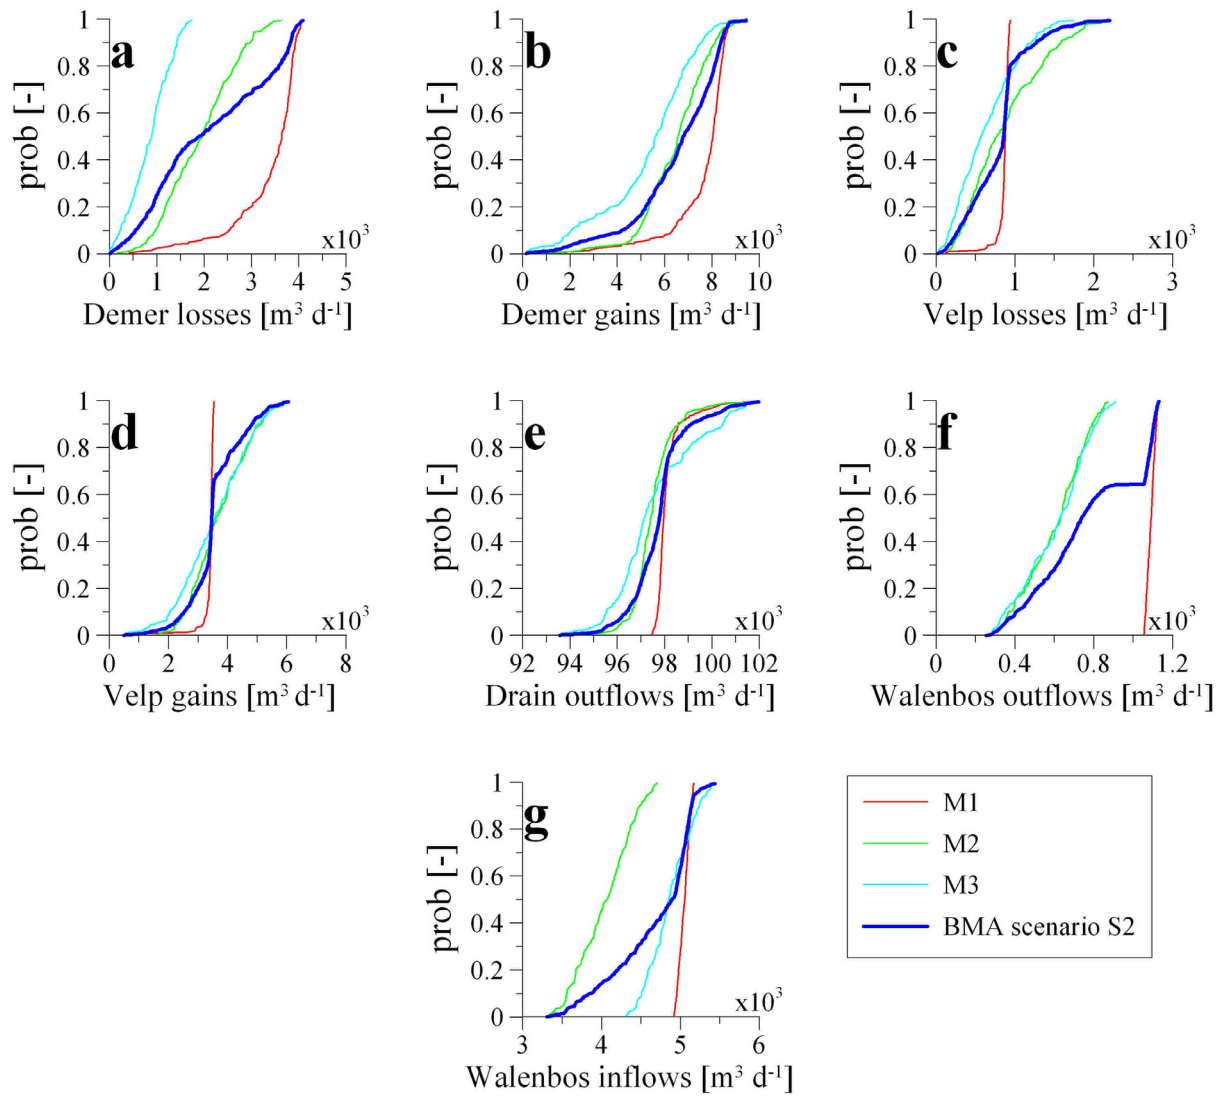 a
prob [-]
1
0.8
0.6
0.4
0.2
0
x10³
0 1 2 3 4 5
Demer losses [m³ d⁻¹]
b
prob [-]
1
0.8
0.6
0.4
0.2
0
x10³
0 2 4 6 8 10
Demer gains [m³ d⁻¹]
c
prob [-]
1
0.8
0.6
0.4
0.2
0
x10³
0 1 2 3
Velp losses [m³ d⁻¹]
d
prob [-]
1
0.8
0.6
0.4
0.2
0
x10³
0 2 4 6 8
Velp gains [m³ d⁻¹]
e
prob [-]
1
0.8
0.6
0.4
0.2
0
x10³
92 94 96 98 100 102
Drain outflows [m³ d⁻¹]
f
prob [-]
1
0.8
0.6
0.4
0.2
0
x10³
0 0.4 0.8 1.2
Walenbos outflows [m³ d⁻¹]
g
prob [-]
1
0.8
0.6
0.4
0.2
0
x10³
3 4 5 6
Walenbos inflows [m³ d⁻¹]
M1
M2
M3
BMA scenario S2